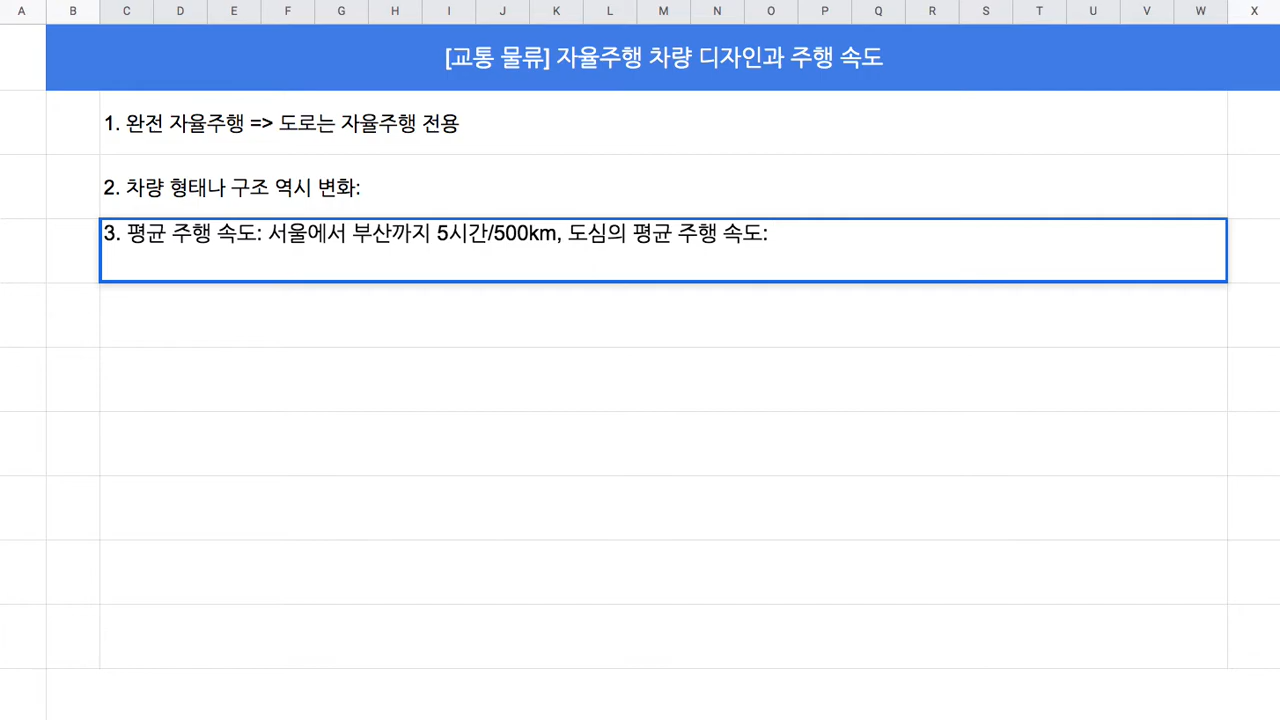 A B C D E F G H I J K L M N O P Q R S T U V W X
[교통 물류] 자율주행 차량 디자인과 주행 속도
1. 완전 자율주행 => 도로는 자율주행 전용
2. 차량 형태나 구조 역시 변화:
3. 평균 주행 속도: 서울에서 부산까지 5시간/500km, 도심의 평균 주행 속도: